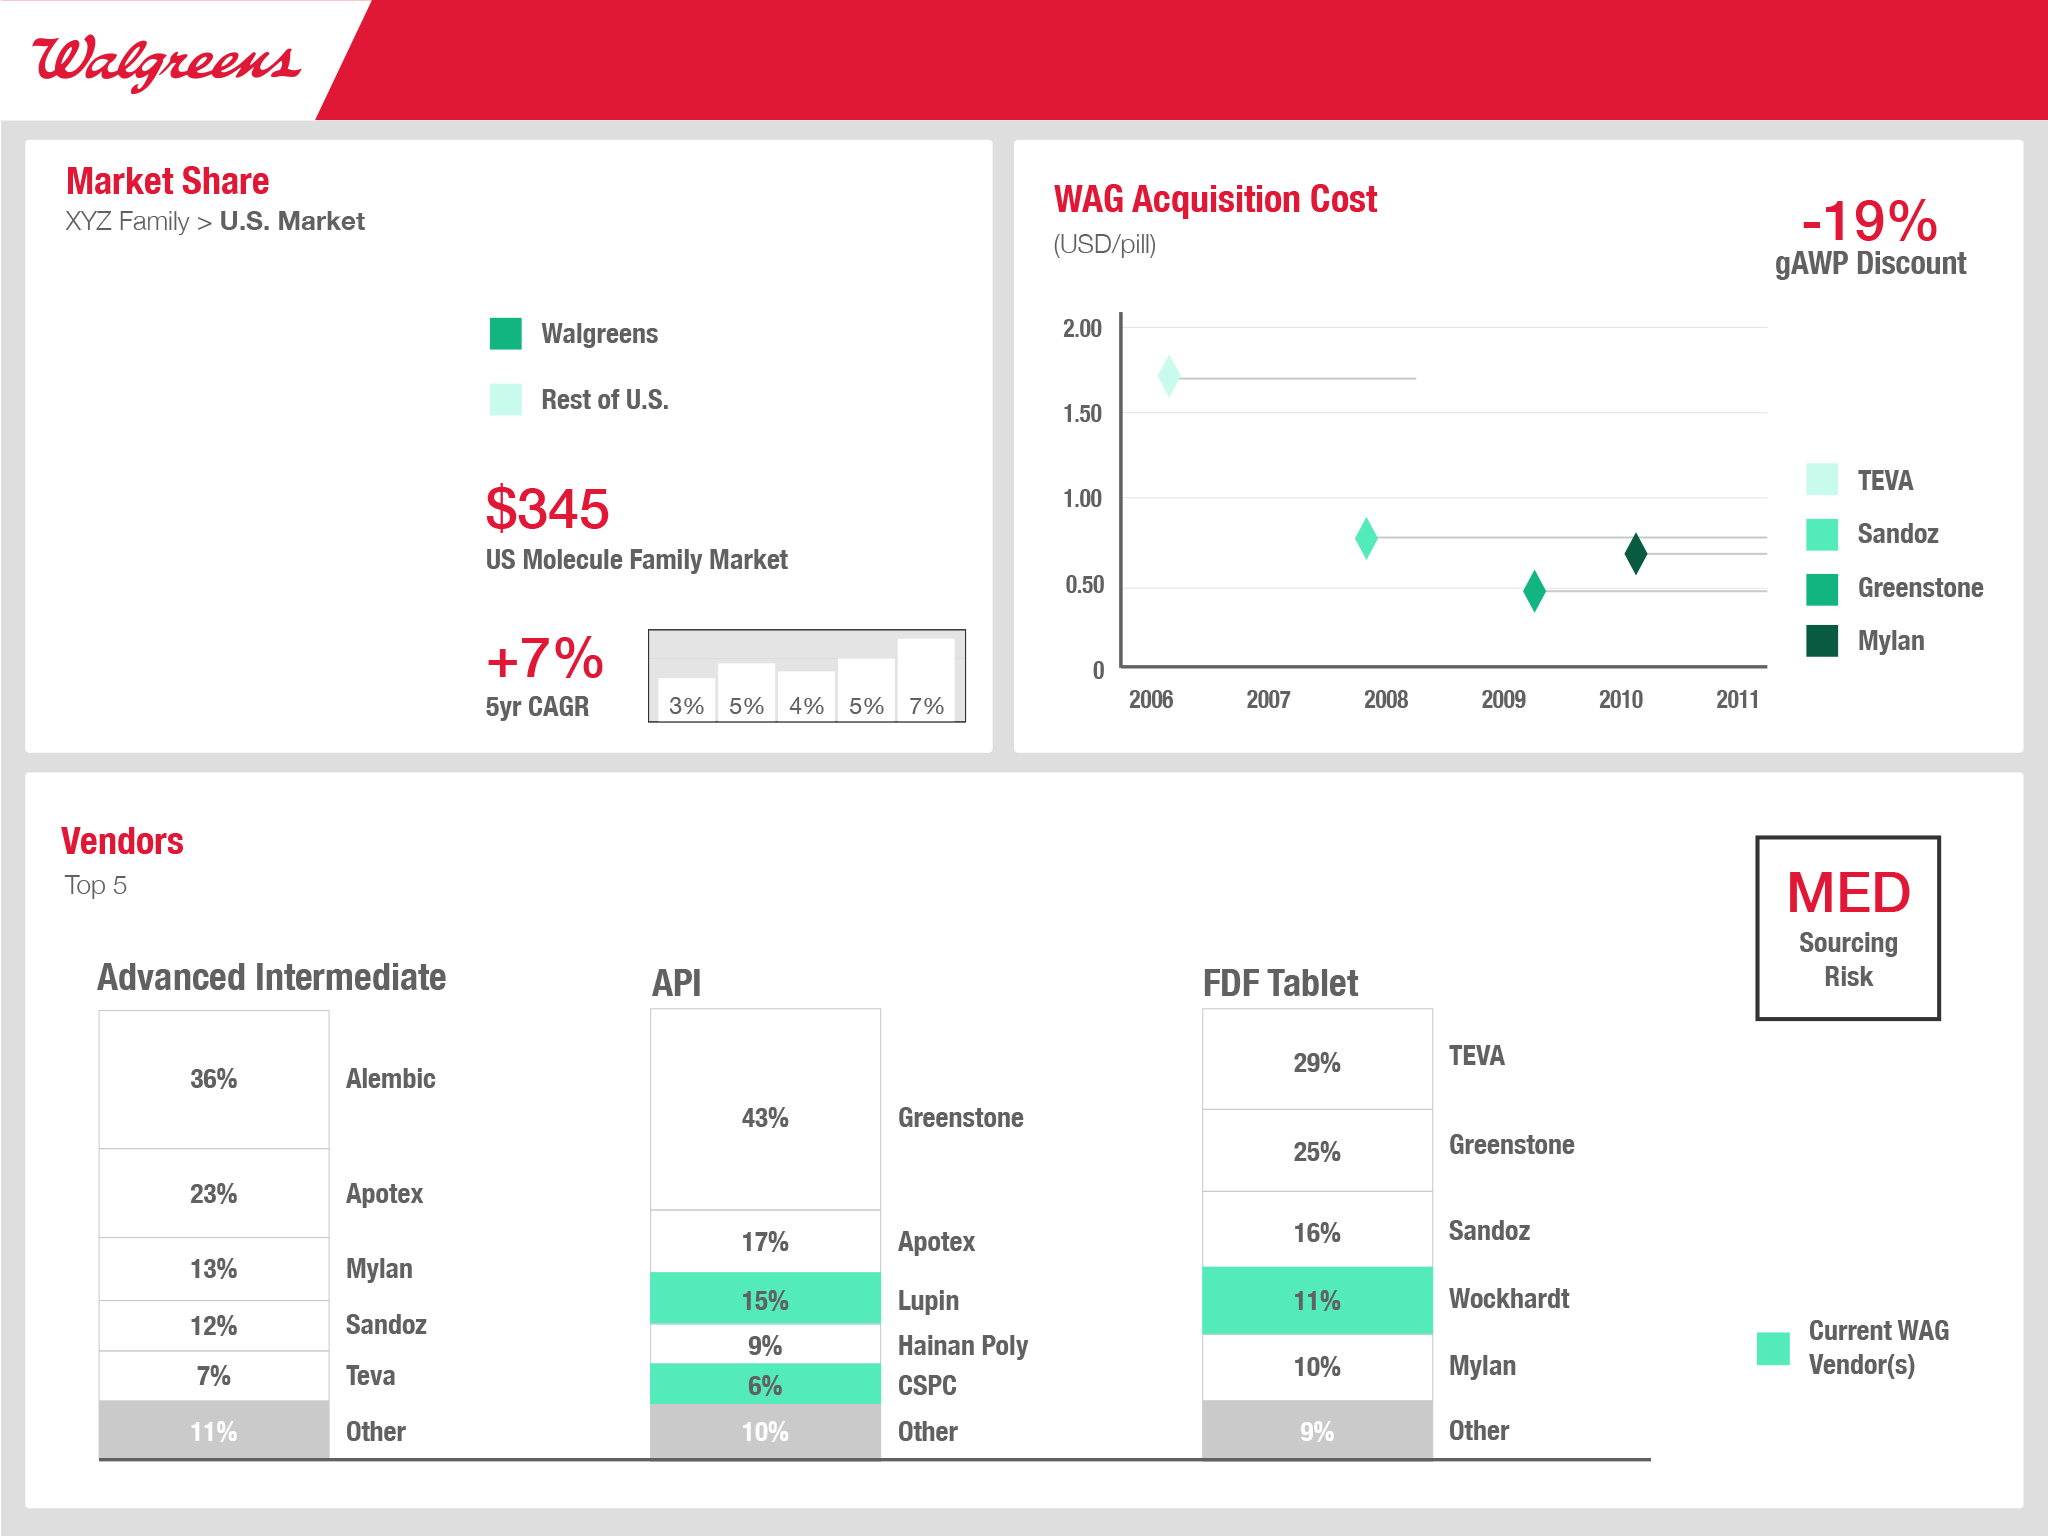 Walgreens
Market Share
XYZ Family > U.S. Market
Walgreens
Rest of U.S.
$345
US Molecule Family Market
+7%
5yr CAGR
3% 5% 4% 5% 7%
WAG Acquisition Cost
(USD/pill)
-19%
gAWP Discount
2.00
1.50
1.00
0.50
0
2006 2007 2008 2009 2010 2011
TEVA
Sandoz
Greenstone
Mylan
Vendors
Top 5
MED
Sourcing
Risk
Advanced Intermediate
36% Alembic
23% Apotex
13% Mylan
12% Sandoz
7% Teva
11% Other
API
43% Greenstone
17% Apotex
15% Lupin
9% Hainan Poly
6% CSPC
10% Other
FDF Tablet
29% TEVA
25% Greenstone
16% Sandoz
11% Wockhardt
10% Mylan
9% Other
Current WAG
Vendor(s)